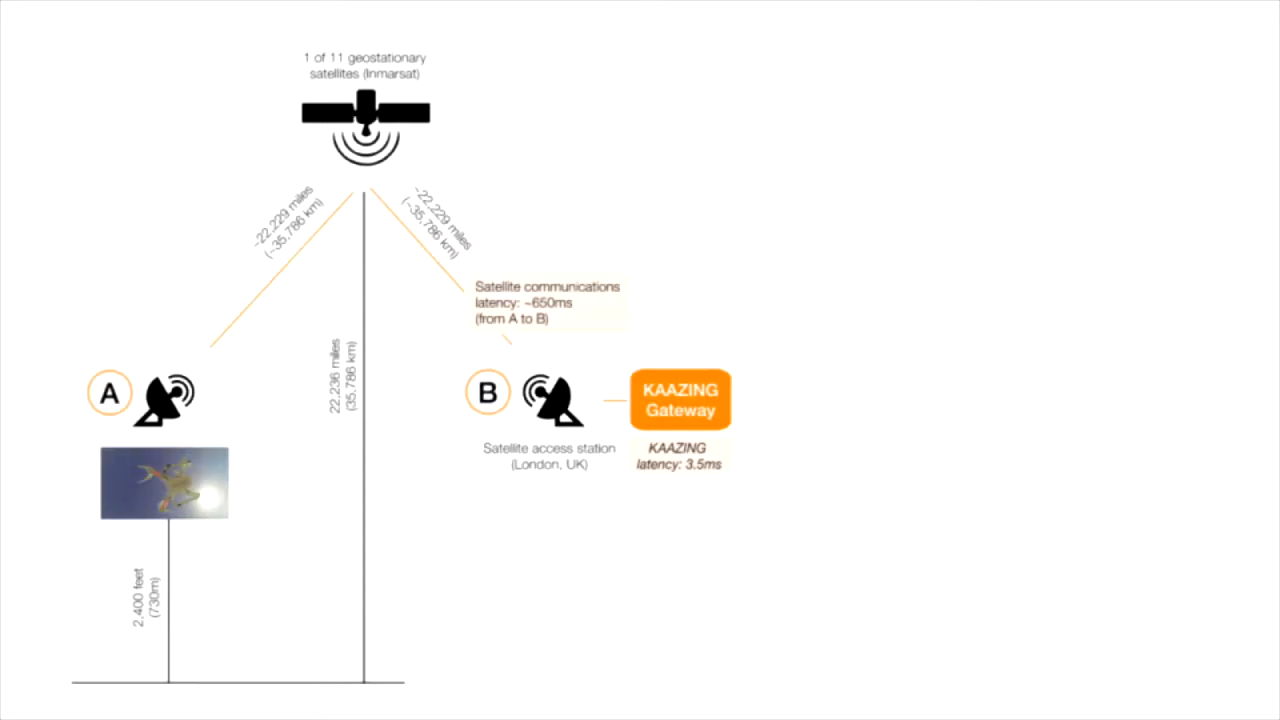 1 of 11 geostationary
satellites (Inmarsat)
~22,229 miles
(~35,786 km)
~22,229 miles
(~35,786 km)
Satellite communications
latency: ~650ms
(from A to B)
22,236 miles
(35,786 km)
A
B
KAAZING
Gateway
Satellite access station
(London, UK)
KAAZING
latency: 3.5ms
2,400 feet
(730m)